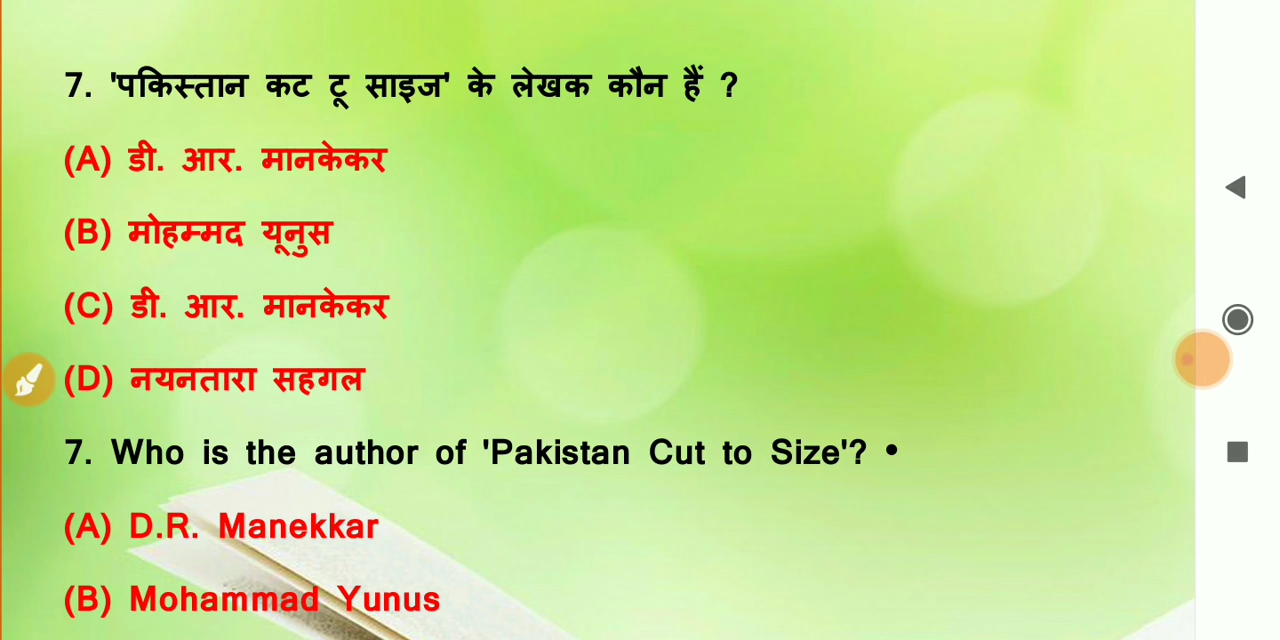 7. 'पकिस्तान कट टू साइज' के लेखक कौन हैं ?
(A) डी. आर. मानकेकर
(B) मोहम्मद यूनुस
(C) डी. आर. मानकेकर
(D) नयनतारा सहगल
7. Who is the author of 'Pakistan Cut to Size'? •
(A) D.R. Manekkar
(B) Mohammad Yunus